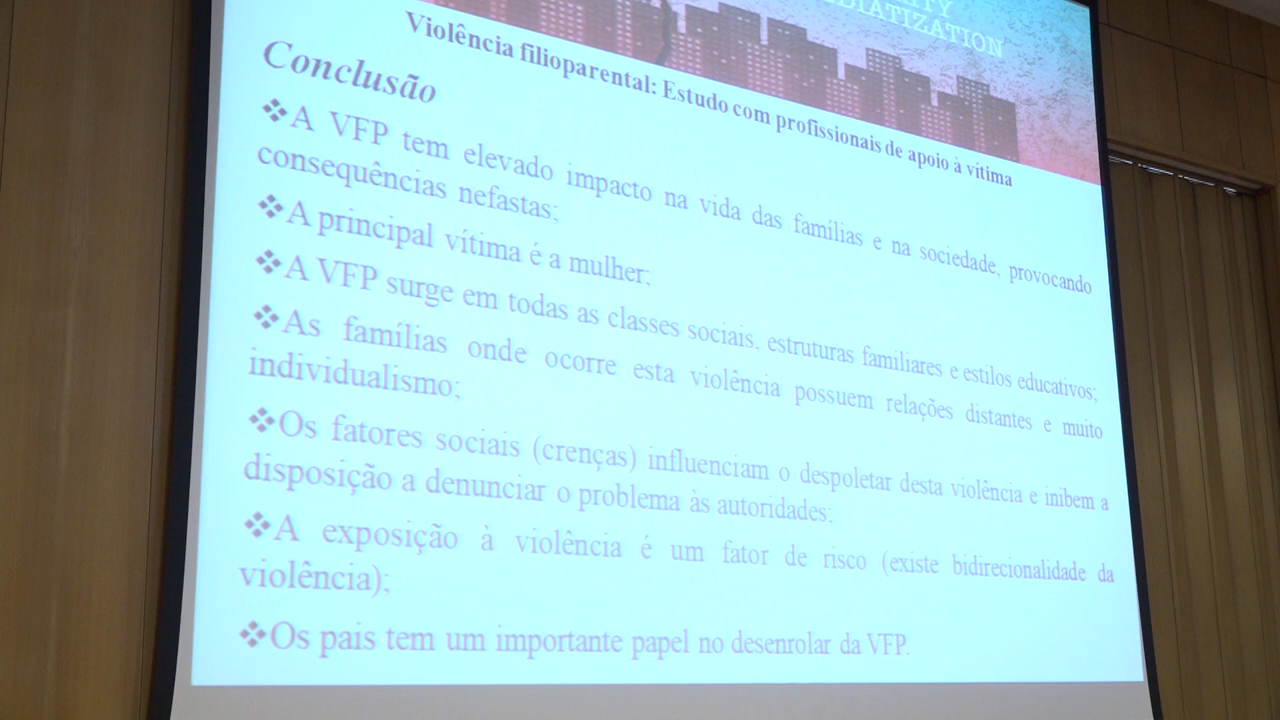 DIATIZATION
Violência filioparental: Estudo com profissionais de apoio à vítima
Conclusão
❖A VFP tem elevado impacto na vida das famílias e na sociedade, provocando
consequências nefastas;
❖A principal vítima é a mulher;
❖A VFP surge em todas as classes sociais, estruturas familiares e estilos educativos;
❖As famílias onde ocorre esta violência possuem relações distantes e muito
individualismo;
❖Os fatores sociais (crenças) influenciam o despoletar desta violência e inibem a
disposição a denunciar o problema às autoridades;
❖A exposição à violência é um fator de risco (existe bidirecionalidade da
violência);
❖Os pais tem um importante papel no desenrolar da VFP.